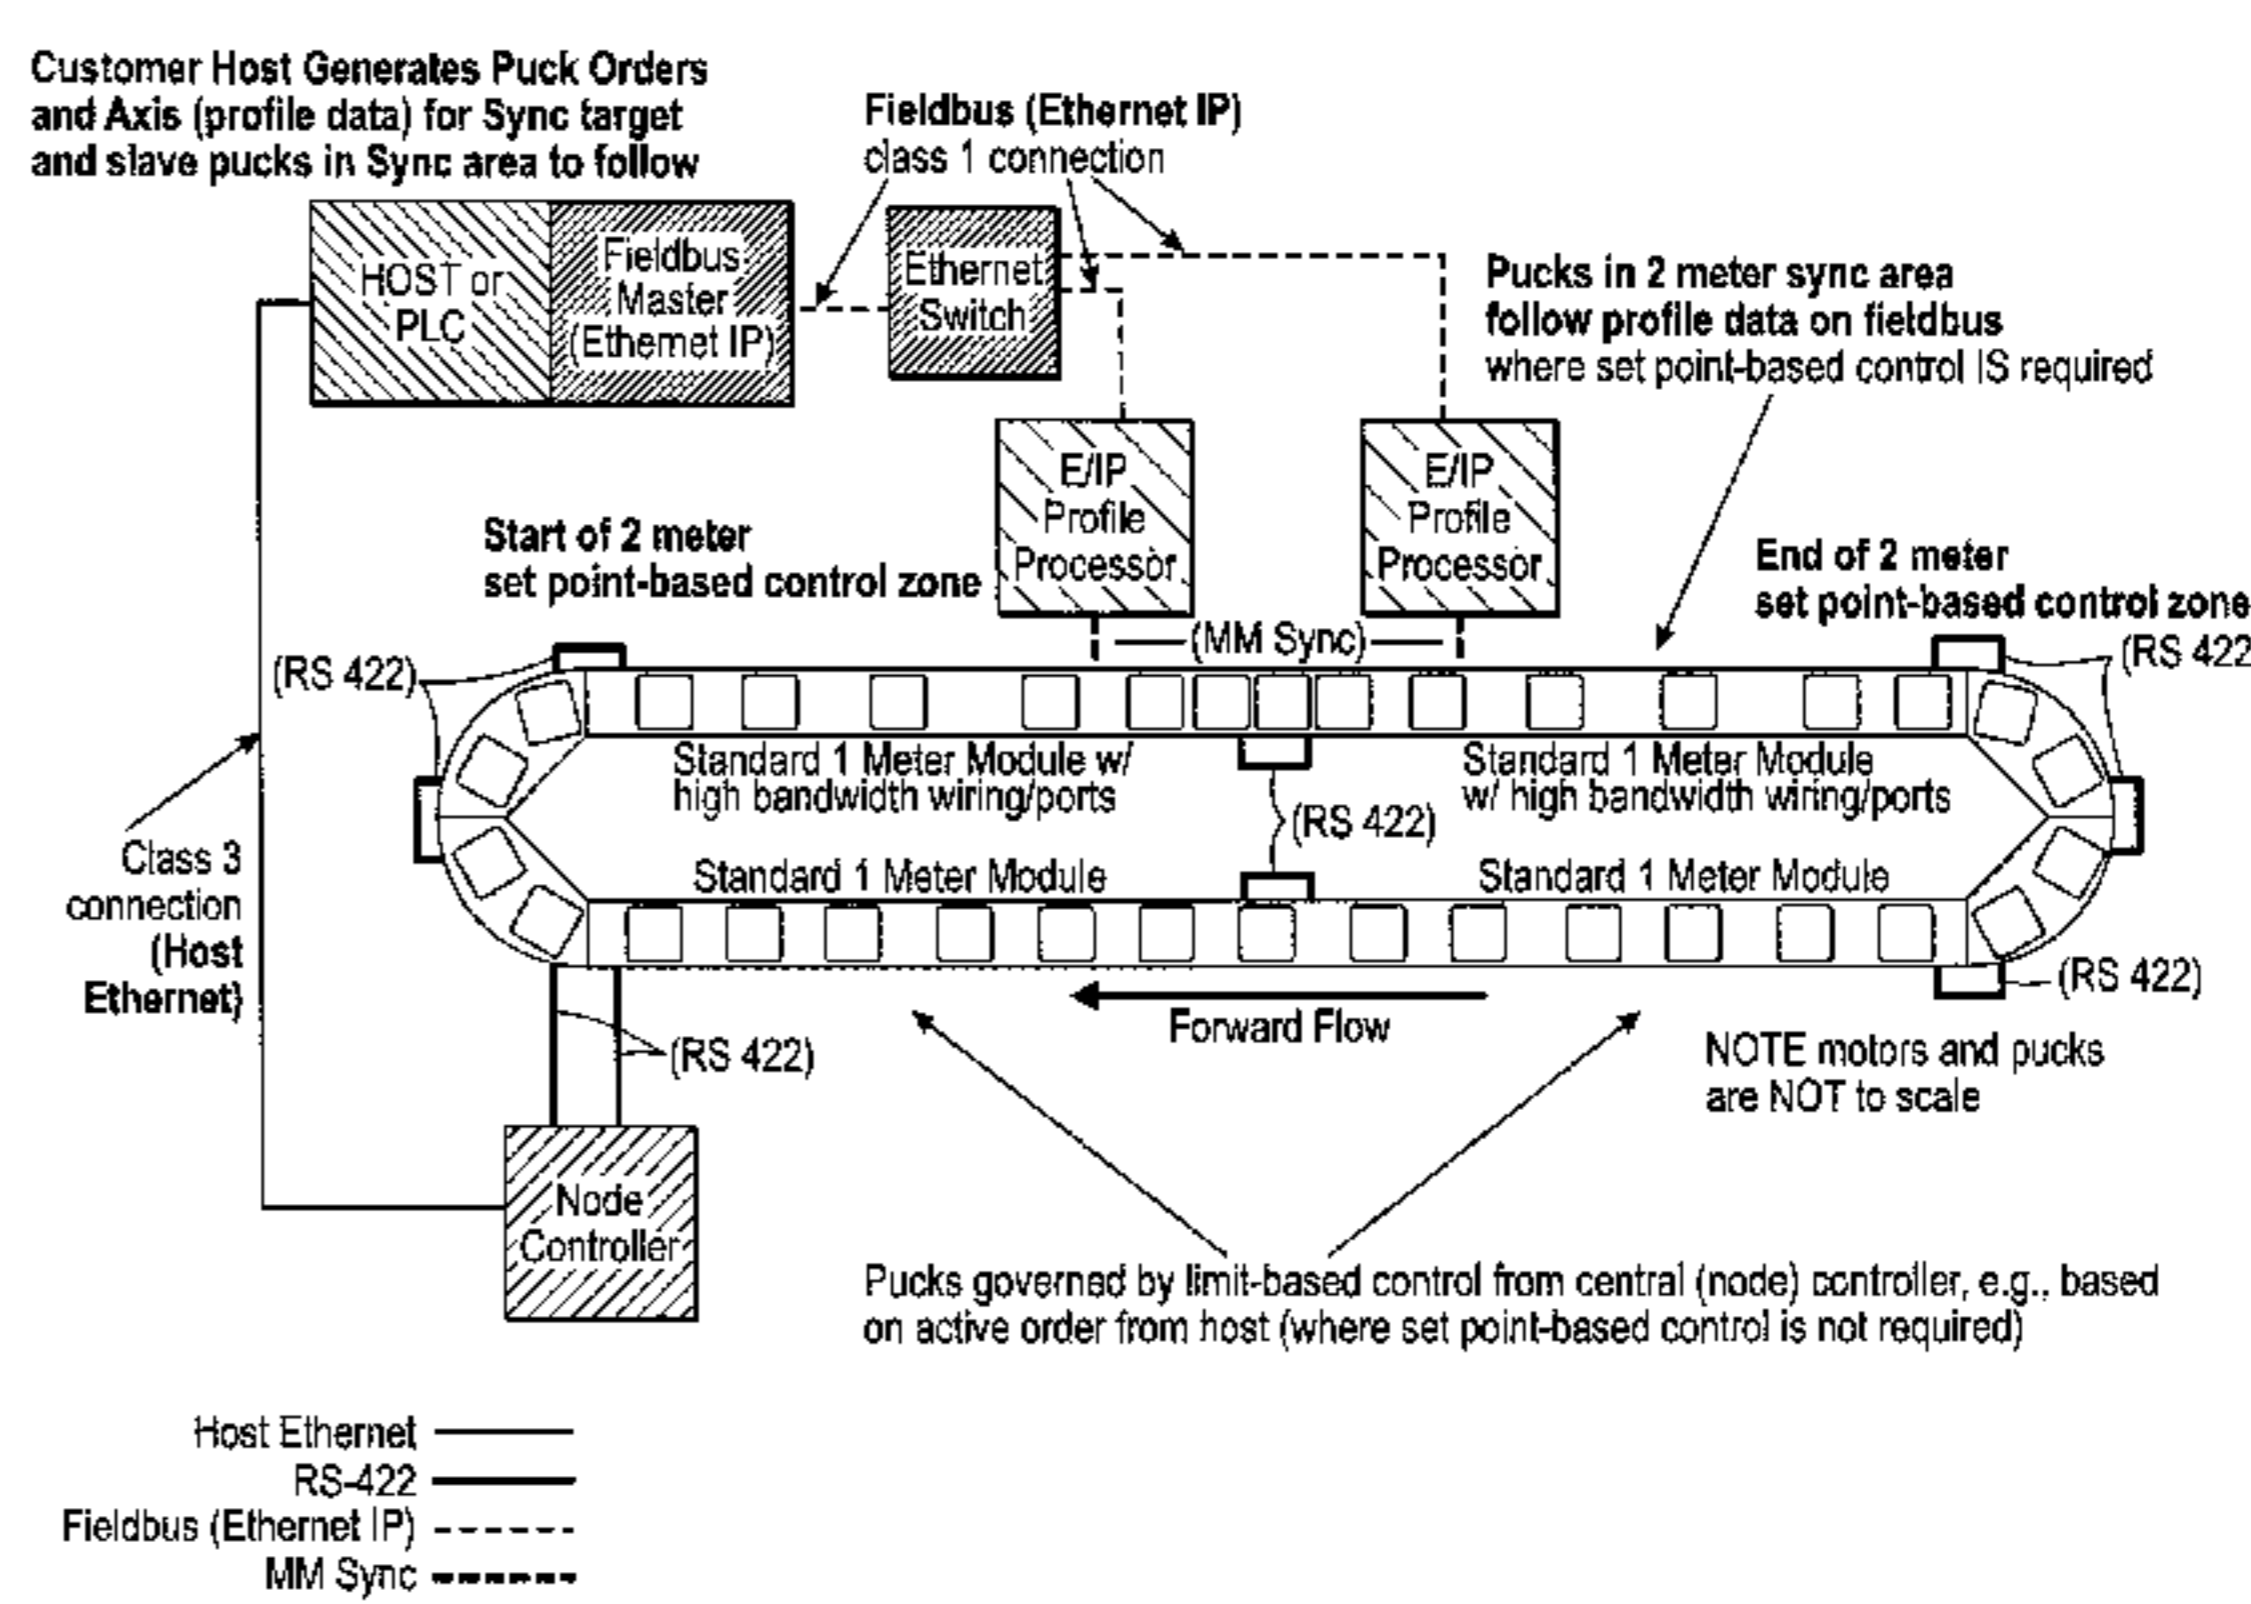 Customer Host Generates Puck Orders
and Axis (profile data) for Sync target
and slave pucks in Sync area to follow
Fieldbus (Ethernet IP)
class 1 connection
HOST or
PLC
Fieldbus
Master
(Ethernet IP)
Ethernet
Switch
Pucks in 2 meter sync area
follow profile data on fieldbus
where set point-based control IS required
E/IP
Profile
Processor
E/IP
Profile
Processor
Start of 2 meter
set point-based control zone
End of 2 meter
set point-based control zone
(MM Sync)
(RS 422)
(RS 422
Standard 1 Meter Module w/
high bandwidth wiring/ports
Standard 1 Meter Module
w/ high bandwidth wiring/ports
(RS 422)
Standard 1 Meter Module
Standard 1 Meter Module
Class 3
connection
(Host
Ethernet)
(RS 422)
Forward Flow
(RS 422)
NOTE motors and pucks
are NOT to scale
Node
Controller
Pucks governed by limit-based control from central (node) controller, e.g., based
on active order from host (where set point-based control is not required)
Host Ethernet
RS-422
Fieldbus (Ethernet IP)
MM Sync